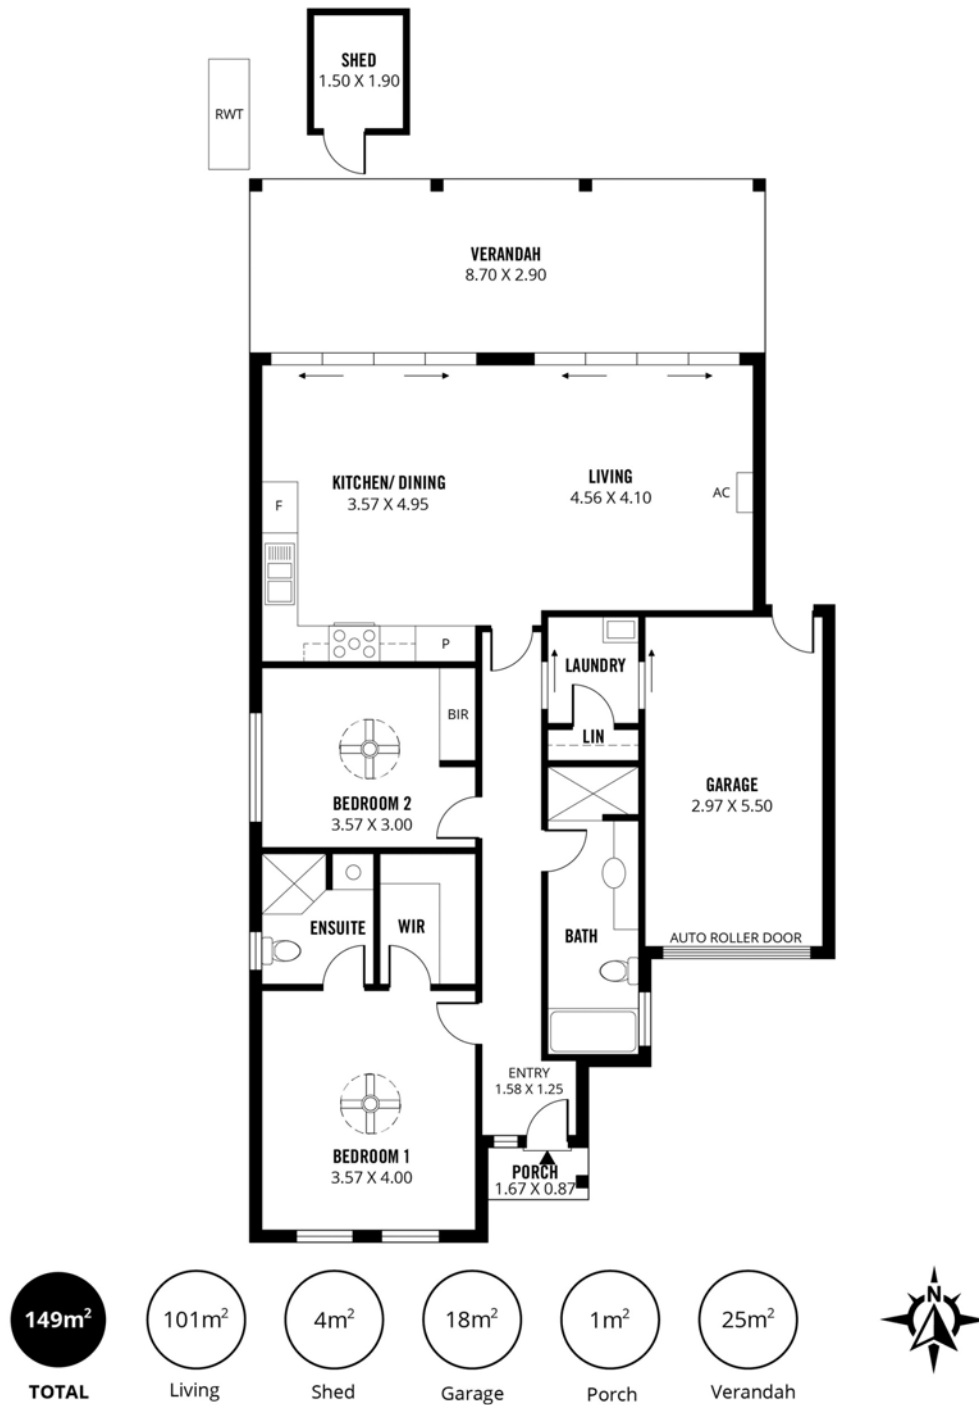 SHED
1.50 X 1.90
RWT
VERANDAH
8.70 X 2.90
KITCHEN/ DINING
3.57 X 4.95
LIVING
4.56 X 4.10
AC
F
P
LAUNDRY
BIR
LIN
BEDROOM 2
3.57 X 3.00
GARAGE
2.97 X 5.50
ENSUITE
WIR
BATH
AUTO ROLLER DOOR
ENTRY
1.58 X 1.25
BEDROOM 1
3.57 X 4.00
PORCH
1.67 X 0.87
149m²
TOTAL
101m²
Living
4m²
Shed
18m²
Garage
1m²
Porch
25m²
Verandah
N